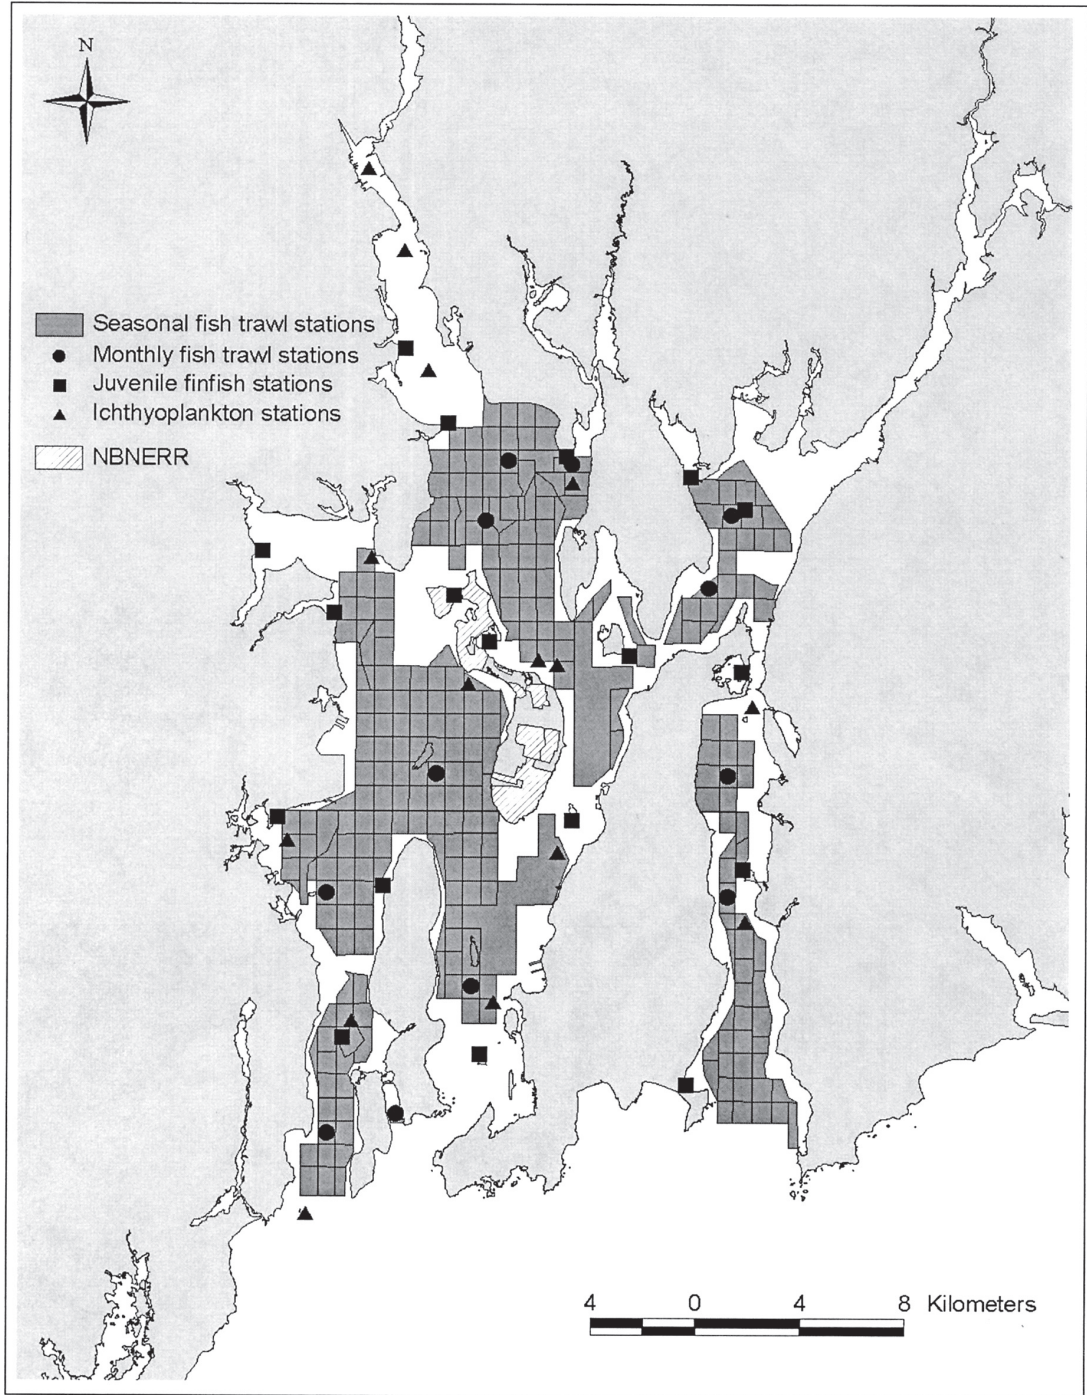 N
Seasonal fish trawl stations
Monthly fish trawl stations
Juvenile finfish stations
Ichthyoplankton stations
NBNERR
4 0 4 8 Kilometers